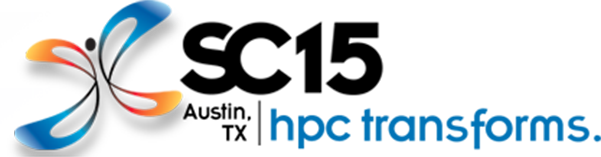 SC15
Austin,
TX
hpc transforms.